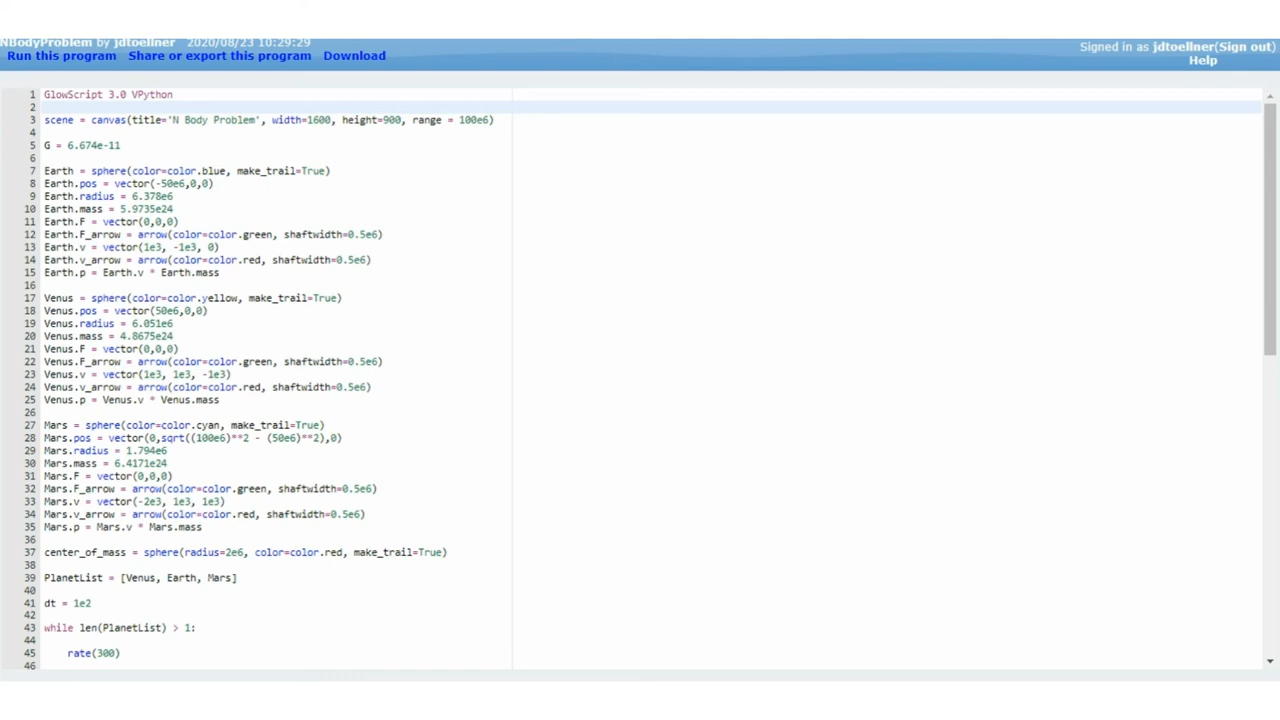 NBodyProblem by jdtoellner 2020/08/23 10:29:29
Signed in as jdtoellner(Sign out)
Run this program Share or export this program Download
Help
1 GlowScript 3.0 VPython
2
3 scene = canvas(title='N Body Problem', width=1600, height=900, range = 100e6)
4
5 G = 6.674e-11
6
7 Earth = sphere(color=color.blue, make_trail=True)
8 Earth.pos = vector(-50e6,0,0)
9 Earth.radius = 6.378e6
10 Earth.mass = 5.9735e24
11 Earth.F = vector(0,0,0)
12 Earth.F_arrow = arrow(color=color.green, shaftwidth=0.5e6)
13 Earth.v = vector(1e3, -1e3, 0)
14 Earth.v_arrow = arrow(color=color.red, shaftwidth=0.5e6)
15 Earth.p = Earth.v * Earth.mass
16
17 Venus = sphere(color=color.yellow, make_trail=True)
18 Venus.pos = vector(50e6,0,0)
19 Venus.radius = 6.051e6
20 Venus.mass = 4.8675e24
21 Venus.F = vector(0,0,0)
22 Venus.F_arrow = arrow(color=color.green, shaftwidth=0.5e6)
23 Venus.v = vector(1e3, 1e3, -1e3)
24 Venus.v_arrow = arrow(color=color.red, shaftwidth=0.5e6)
25 Venus.p = Venus.v * Venus.mass
26
27 Mars = sphere(color=color.cyan, make_trail=True)
28 Mars.pos = vector(0,sqrt((100e6)**2 - (50e6)**2),0)
29 Mars.radius = 1.794e6
30 Mars.mass = 6.4171e24
31 Mars.F = vector(0,0,0)
32 Mars.F_arrow = arrow(color=color.green, shaftwidth=0.5e6)
33 Mars.v = vector(-2e3, 1e3, 1e3)
34 Mars.v_arrow = arrow(color=color.red, shaftwidth=0.5e6)
35 Mars.p = Mars.v * Mars.mass
36
37 center_of_mass = sphere(radius=2e6, color=color.red, make_trail=True)
38
39 PlanetList = [Venus, Earth, Mars]
40
41 dt = 1e2
42
43 while len(PlanetList) > 1:
44
45 rate(300)
46